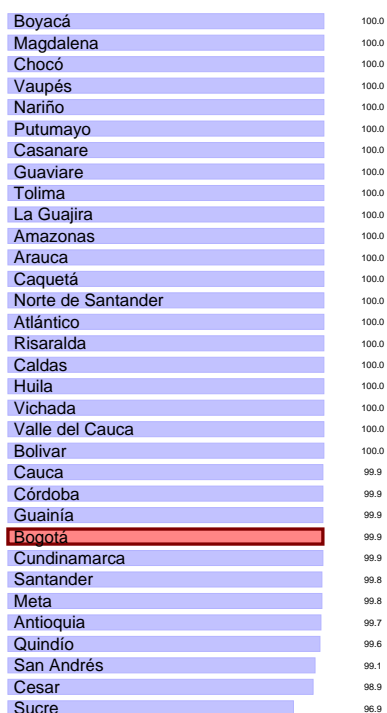 Boyacá 100.0
Magdalena 100.0
Chocó 100.0
Vaupés 100.0
Nariño 100.0
Putumayo 100.0
Casanare 100.0
Guaviare 100.0
Tolima 100.0
La Guajira 100.0
Amazonas 100.0
Arauca 100.0
Caquetá 100.0
Norte de Santander 100.0
Atlántico 100.0
Risaralda 100.0
Caldas 100.0
Huila 100.0
Vichada 100.0
Valle del Cauca 100.0
Bolivar 100.0
Cauca 99.9
Córdoba 99.9
Guainía 99.9
Bogotá 99.9
Cundinamarca 99.9
Santander 99.8
Meta 99.8
Antioquia 99.7
Quindío 99.6
San Andrés 99.1
Cesar 98.9
Sucre 96.9